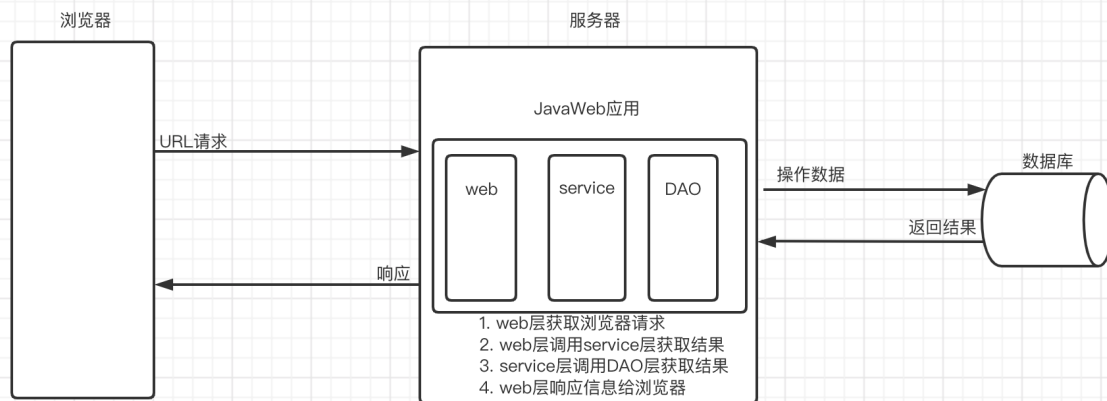 浏览器
服务器
JavaWeb应用
URL请求
web
service
DAO
操作数据
数据库
返回结果
响应
1. web层获取浏览器请求
2. web层调用service层获取结果
3. service层调用DAO层获取结果
4. web层响应信息给浏览器